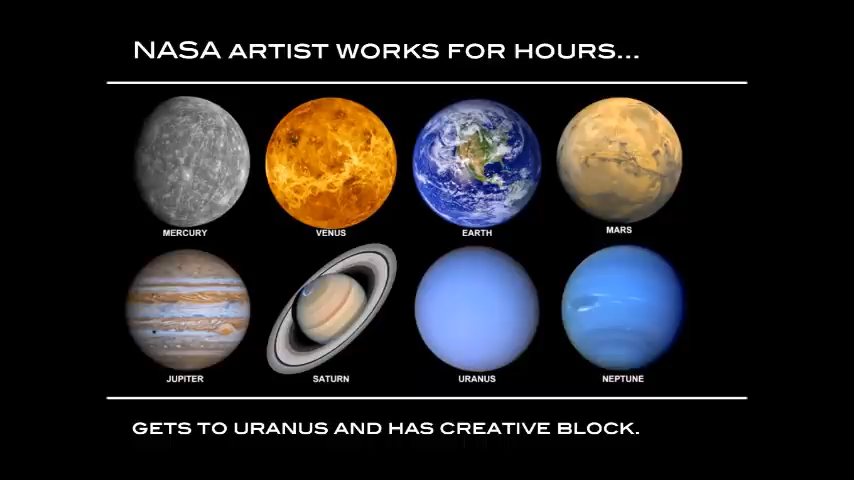 NASA ARTIST WORKS FOR HOURS...
MERCURY
VENUS
EARTH
MARS
JUPITER
SATURN
URANUS
NEPTUNE
GETS TO URANUS AND HAS CREATIVE BLOCK.